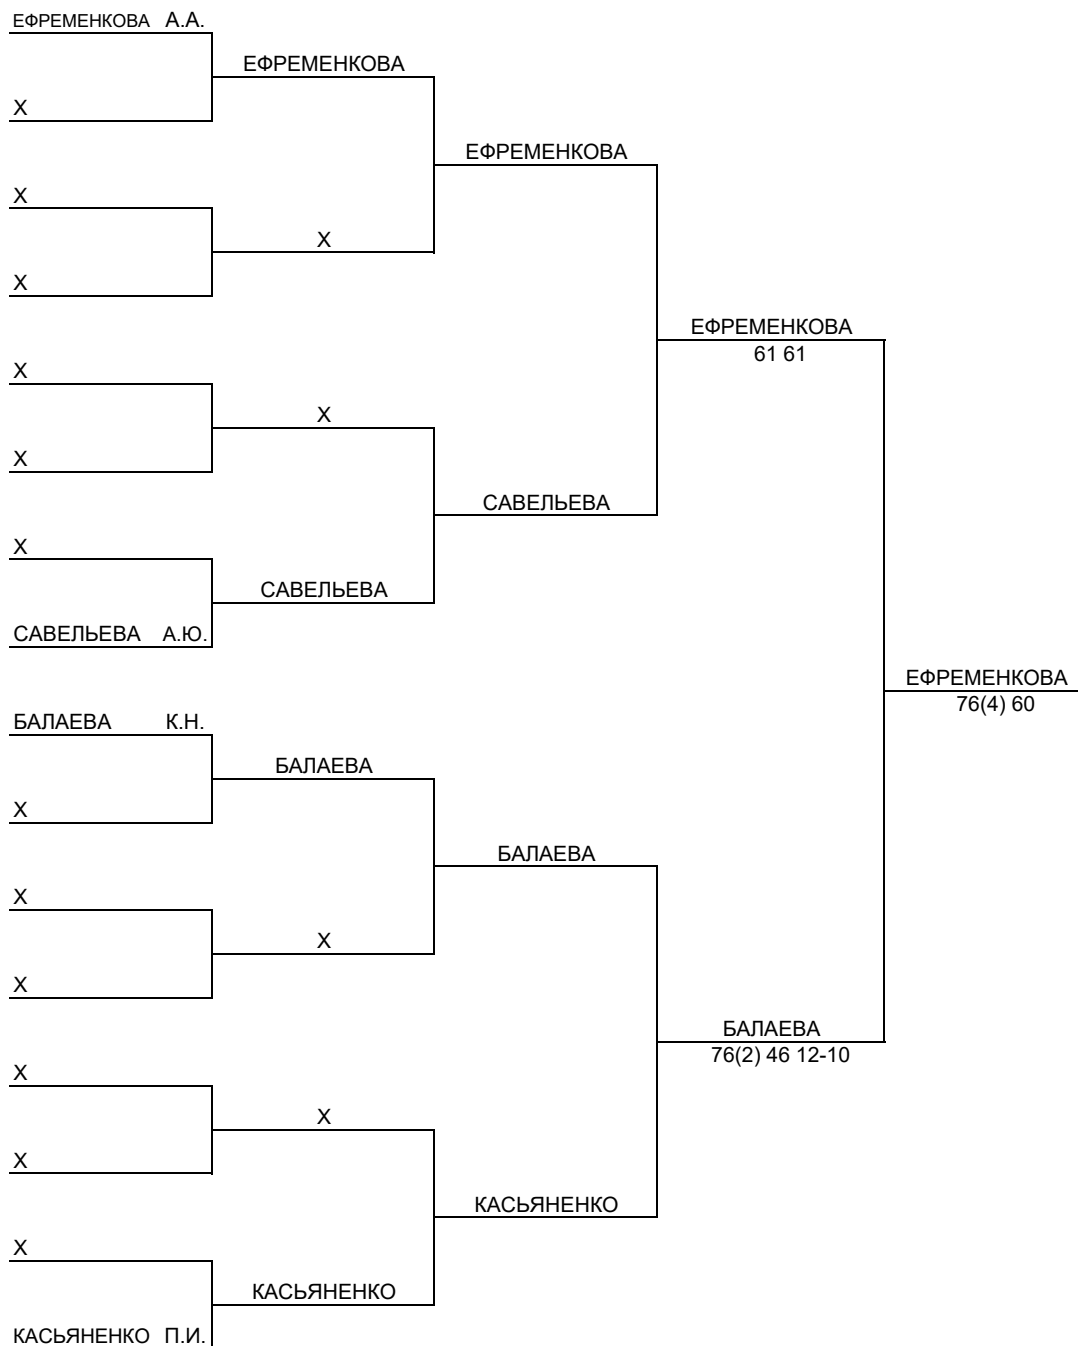 ЕФРЕМЕНКОВА А.А.
ЕФРЕМЕНКОВА
Х
ЕФРЕМЕНКОВА
Х
Х
Х
ЕФРЕМЕНКОВА
61 61
Х
Х
Х
САВЕЛЬЕВА
Х
САВЕЛЬЕВА
САВЕЛЬЕВА А.Ю.
ЕФРЕМЕНКОВА
76(4) 60
БАЛАЕВА К.Н.
БАЛАЕВА
Х
БАЛАЕВА
Х
Х
Х
БАЛАЕВА
76(2) 46 12-10
Х
Х
Х
КАСЬЯНЕНКО
Х
КАСЬЯНЕНКО
КАСЬЯНЕНКО П.И.